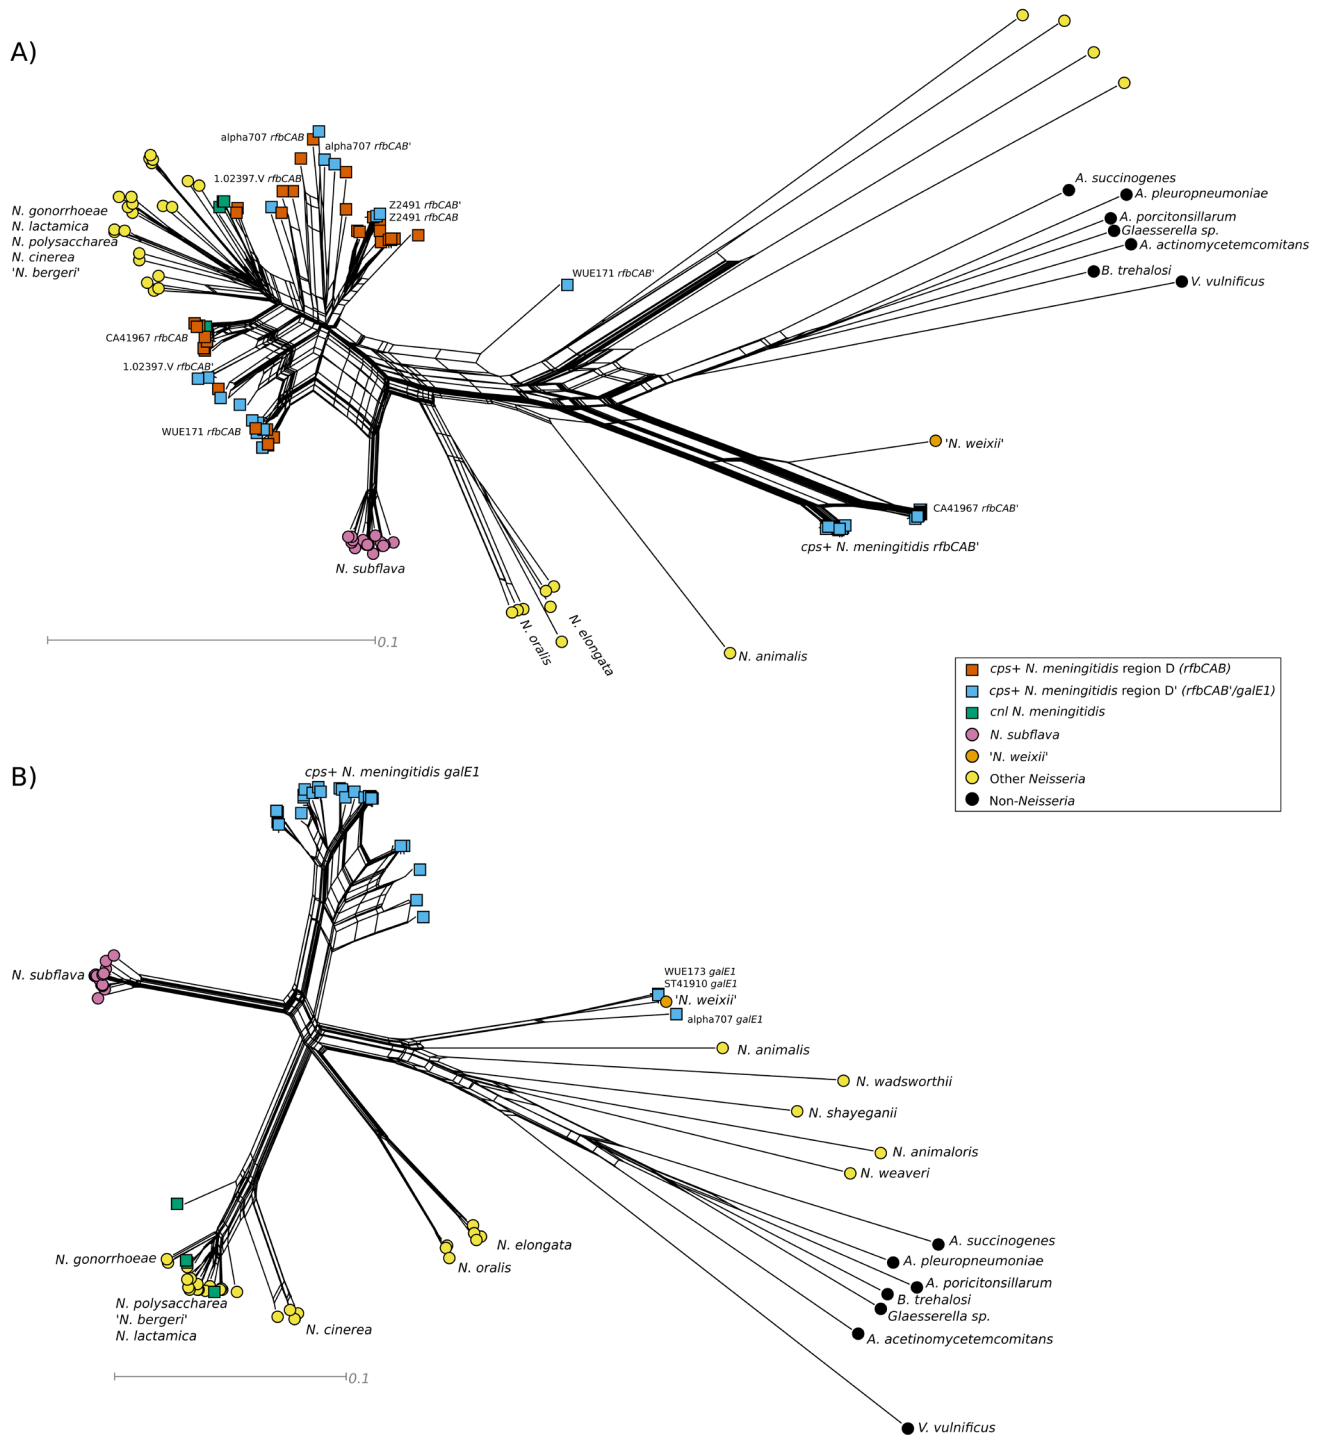 A)
alpha707 rfbCAB
alpha707 rfbCAB'
1.02397.V rfbCAB
Z2491 rfbCAB'
Z2491 rfbCAB
N. gonorrhoeae
N. lactamica
N. polysaccharea
N. cinerea
'N. bergeri'
A. succinogenes
A. pleuropneumoniae
A. porcitonsillarum
Glaesserella sp.
A. actinomycetemcomitans
B. trehalosi
V. vulnificus
WUE171 rfbCAB'
CA41967 rfbCAB
1.02397.V rfbCAB'
WUE171 rfbCAB
'N. weixii'
CA41967 rfbCAB'
cps+ N. meningitidis rfbCAB'
N. subflava
N. oralis
N. elongata
N. animalis
0.1
cps+ N. meningitidis region D (rfbCAB)
cps+ N. meningitidis region D' (rfbCAB'/galE1)
cnl N. meningitidis
N. subflava
'N. weixii'
Other Neisseria
Non-Neisseria
B)
cps+ N. meningitidis galE1
N. subflava
WUE173 galE1
ST41910 galE1
'N. weixii'
alpha707 galE1
N. animalis
N. wadsworthii
N. shayeganii
N. animaloris
N. weaveri
A. succinogenes
A. pleuropneumoniae
A. poricitonsillarum
B. trehalosi
Glaesserella sp.
A. acetinomycetemcomitans
V. vulnificus
N. elongata
N. oralis
N. gonorrhoeae
N. polysaccharea
'N. bergeri'
N. lactamica
N. cinerea
0.1